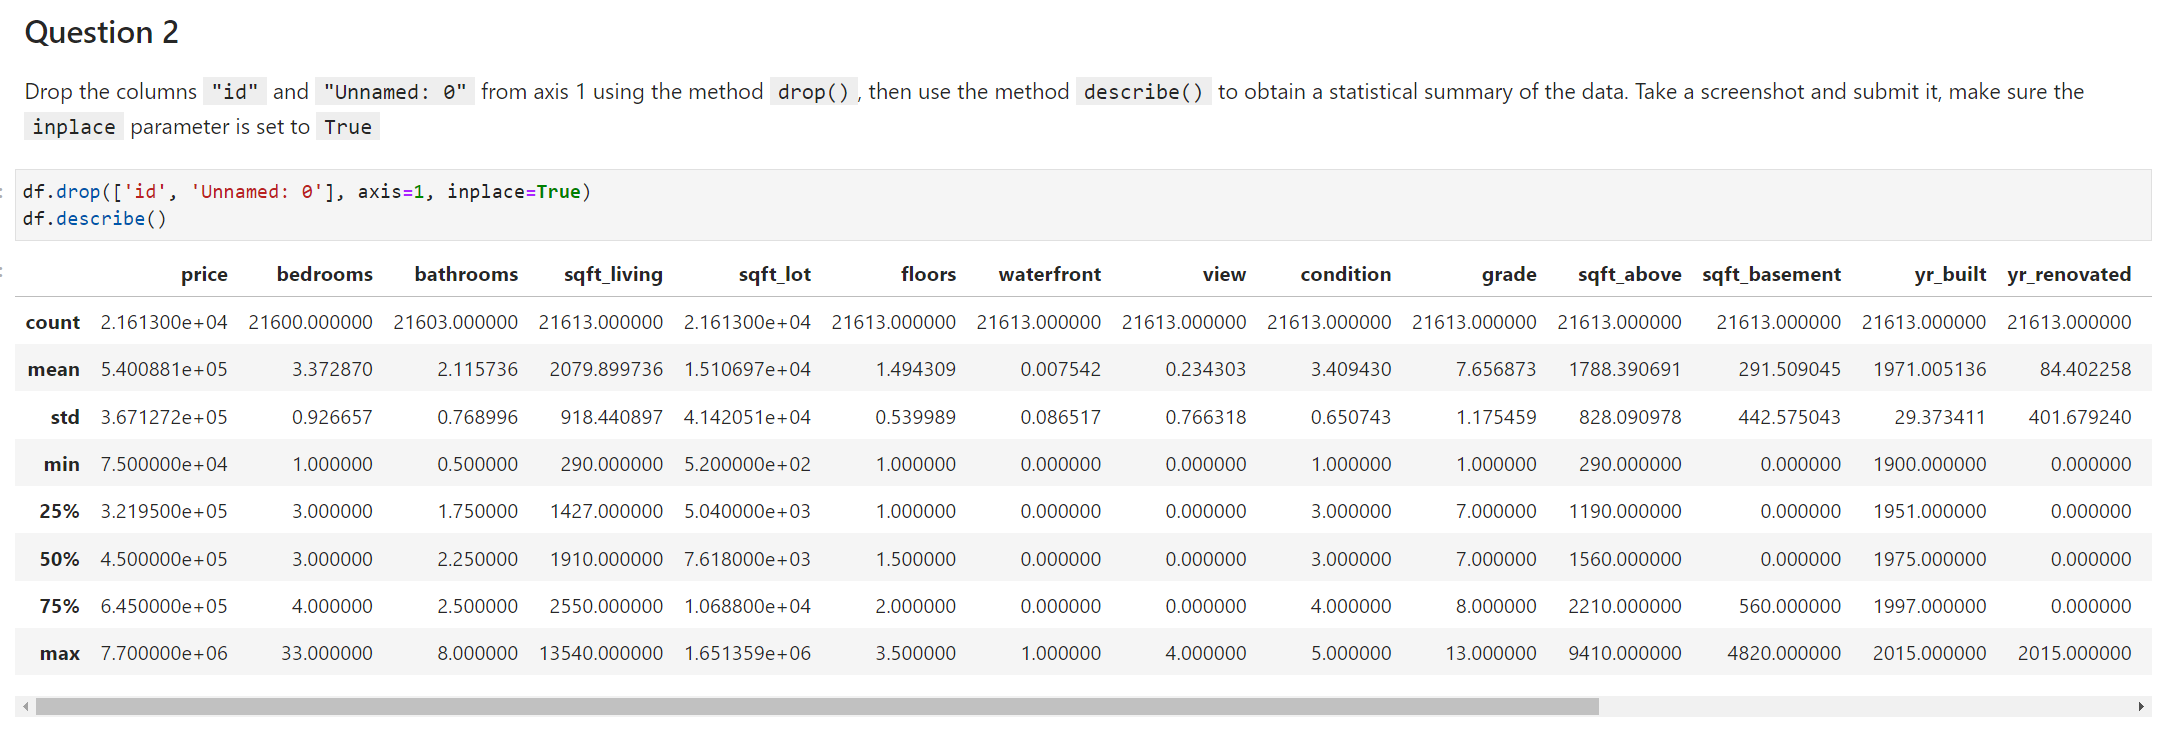 Question 2
Drop the columns "id" and "Unnamed: 0" from axis 1 using the method drop(), then use the method describe() to obtain a statistical summary of the data. Take a screenshot and submit it, make sure the
inplace parameter is set to True
df.drop(['id', 'Unnamed: 0'], axis=1, inplace=True)
df.describe()
price bedrooms bathrooms sqft_living sqft_lot floors waterfront view condition grade sqft_above sqft_basement yr_built yr_renovated
count 2.161300e+04 21600.000000 21603.000000 21613.000000 2.161300e+04 21613.000000 21613.000000 21613.000000 21613.000000 21613.000000 21613.000000 21613.000000 21613.000000 21613.000000
mean 5.400881e+05 3.372870 2.115736 2079.899736 1.510697e+04 1.494309 0.007542 0.234303 3.409430 7.656873 1788.390691 291.509045 1971.005136 84.402258
std 3.671272e+05 0.926657 0.768996 918.440897 4.142051e+04 0.539989 0.086517 0.766318 0.650743 1.175459 828.090978 442.575043 29.373411 401.679240
min 7.500000e+04 1.000000 0.500000 290.000000 5.200000e+02 1.000000 0.000000 0.000000 1.000000 1.000000 290.000000 0.000000 1900.000000 0.000000
25% 3.219500e+05 3.000000 1.750000 1427.000000 5.040000e+03 1.000000 0.000000 0.000000 3.000000 7.000000 1190.000000 0.000000 1951.000000 0.000000
50% 4.500000e+05 3.000000 2.250000 1910.000000 7.618000e+03 1.500000 0.000000 0.000000 3.000000 7.000000 1560.000000 0.000000 1975.000000 0.000000
75% 6.450000e+05 4.000000 2.500000 2550.000000 1.068800e+04 2.000000 0.000000 0.000000 4.000000 8.000000 2210.000000 560.000000 1997.000000 0.000000
max 7.700000e+06 33.000000 8.000000 13540.000000 1.651359e+06 3.500000 1.000000 4.000000 5.000000 13.000000 9410.000000 4820.000000 2015.000000 2015.000000